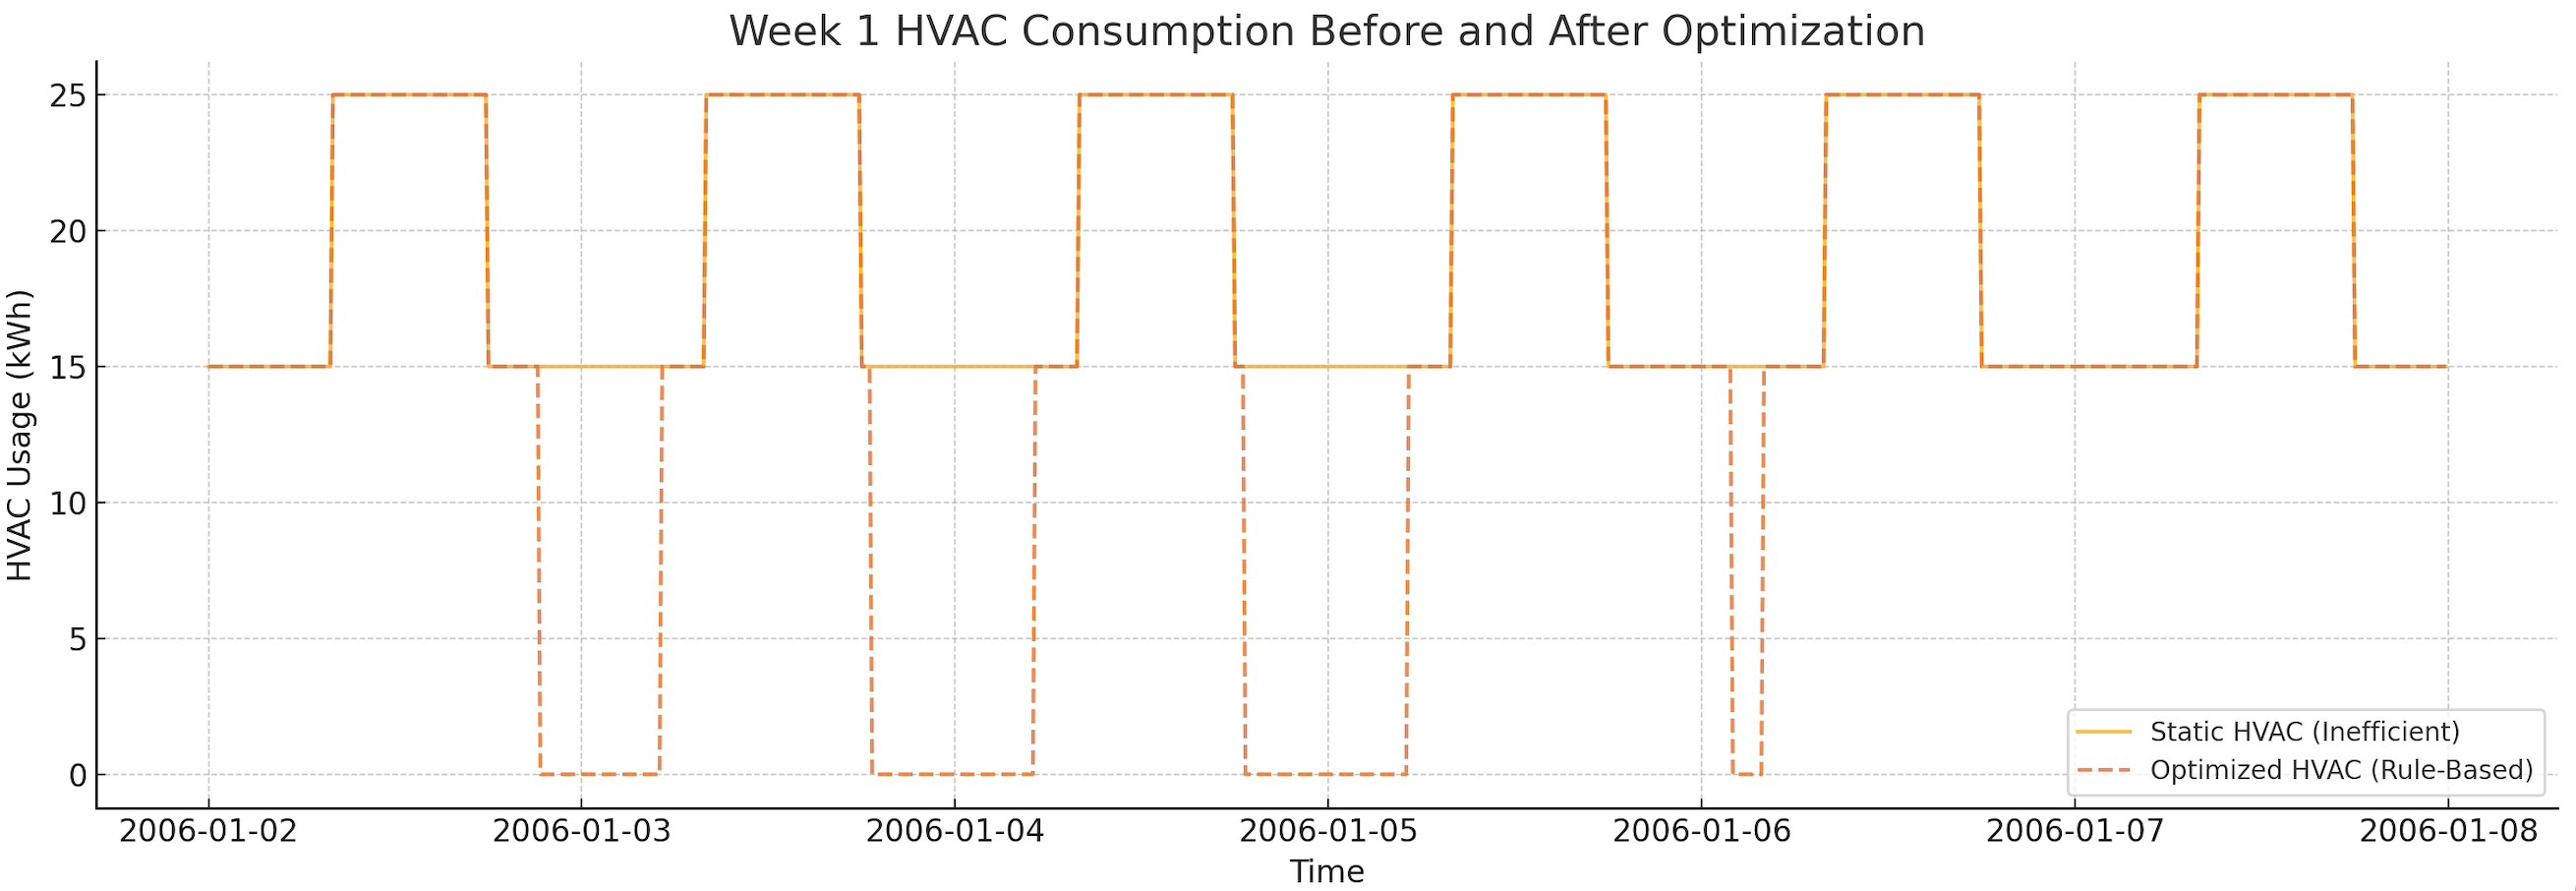 Week 1 HVAC Consumption Before and After Optimization
HVAC Usage (kWh)
25
20
15
10
5
0
Static HVAC (Inefficient)
Optimized HVAC (Rule-Based)
2006-01-02 2006-01-03 2006-01-04 2006-01-05 2006-01-06 2006-01-07 2006-01-08
Time